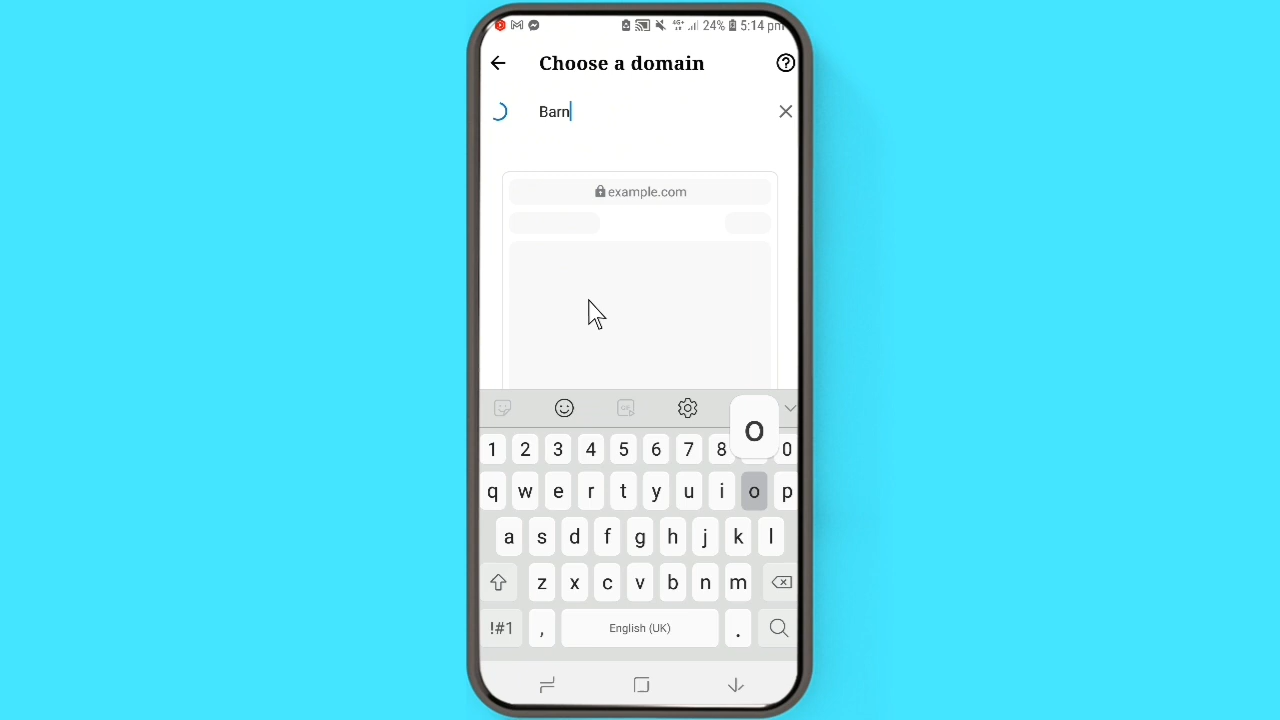 24% 5:14 pm
Choose a domain
Barn
example.com
o
1 2 3 4 5 6 7 8 0
q w e r t y u i o p
a s d f g h j k l
z x c v b n m
!#1 , English (UK) .